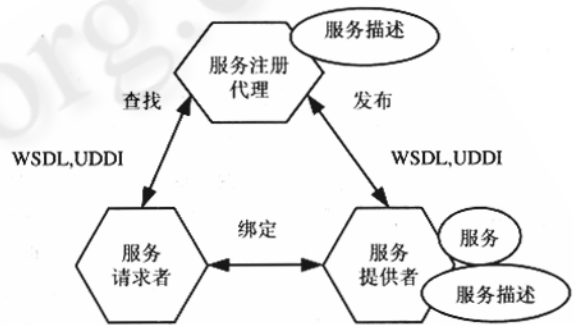 服务描述
服务注册
代理
查找
发布
WSDL,UDDI
WSDL,UDDI
绑定
服务
请求者
服务
提供者
服务
服务描述
org.